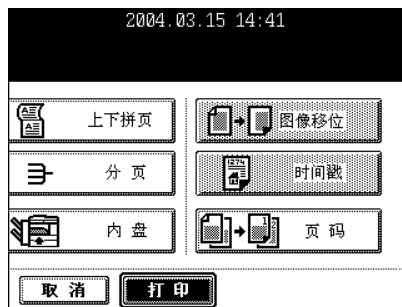 2004.03.15 14:41
上下拼页
图像移位
分 页
时间戳
内 盘
页 码
取 消
打 印